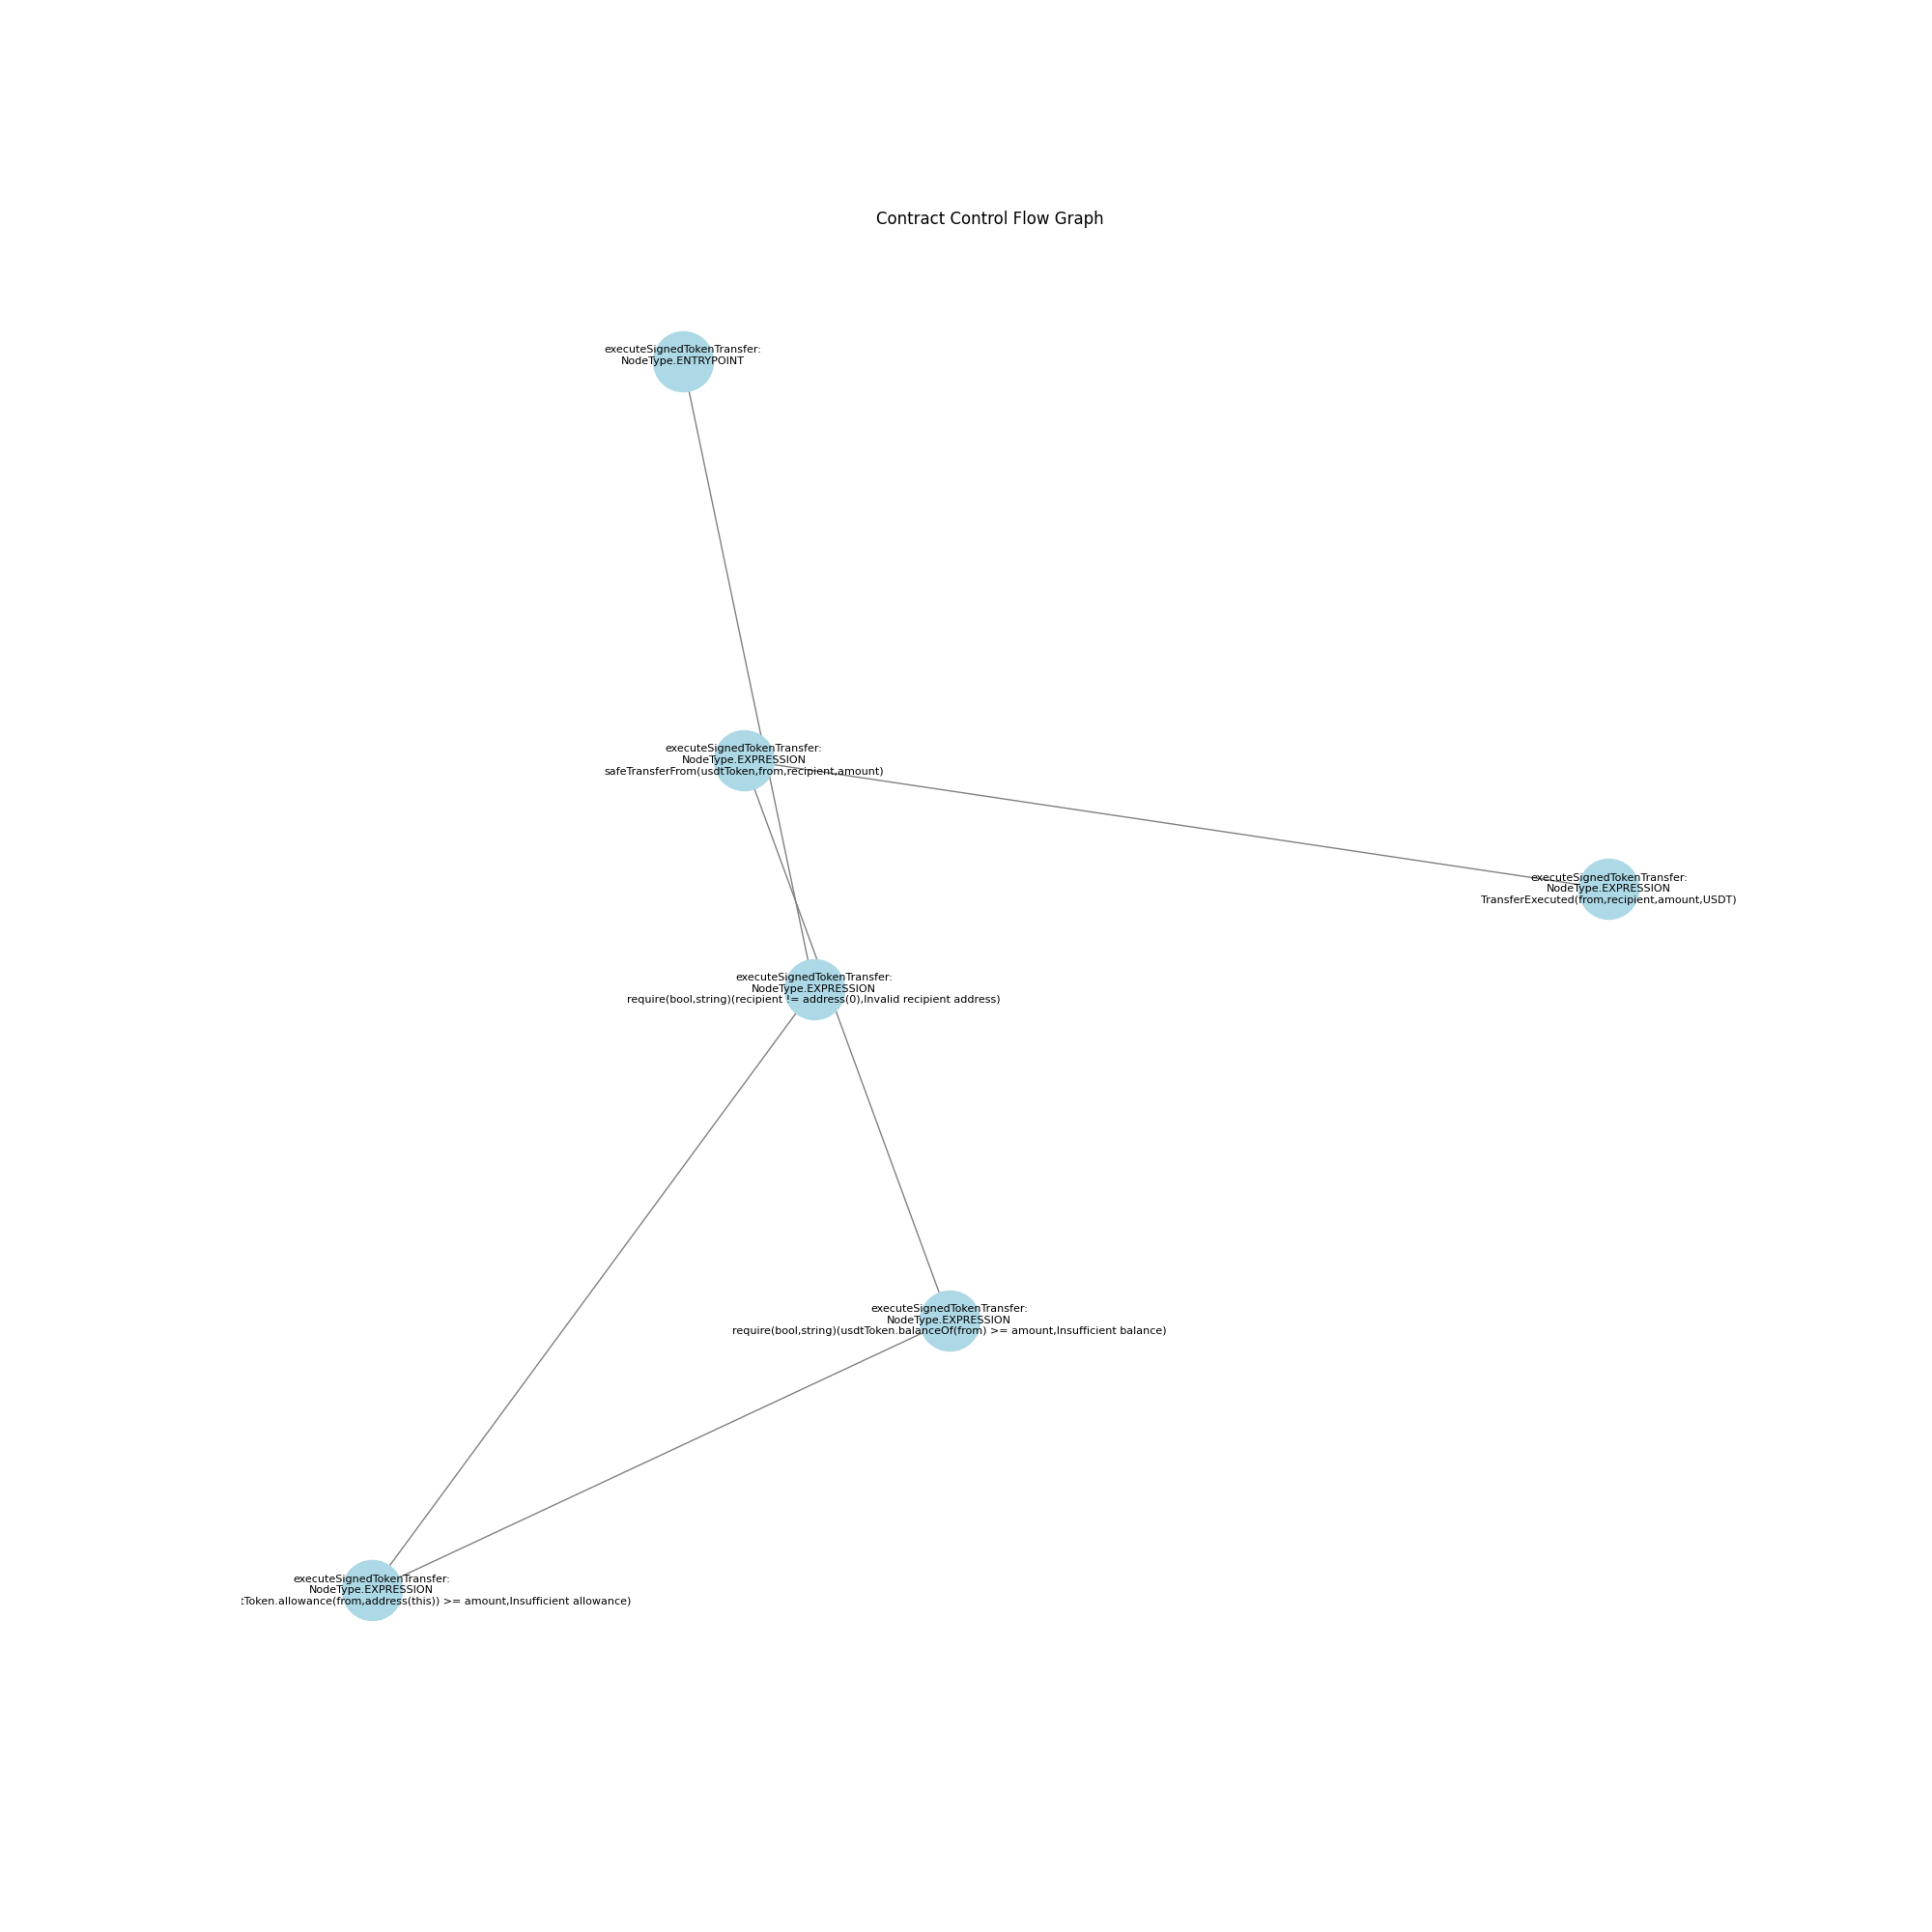 Contract Control Flow Graph
executeSignedTokenTransfer:
NodeType.ENTRYPOINT
executeSignedTokenTransfer:
NodeType.EXPRESSION
safeTransferFrom(usdtToken,from,recipient,amount)
executeSignedTokenTransfer:
NodeType.EXPRESSION
TransferExecuted(from,recipient,amount,USDT)
executeSignedTokenTransfer:
NodeType.EXPRESSION
require(bool,string)(recipient != address(0),Invalid recipient address)
executeSignedTokenTransfer:
NodeType.EXPRESSION
require(bool,string)(usdtToken.balanceOf(from) >= amount,Insufficient balance)
executeSignedTokenTransfer:
NodeType.EXPRESSION
Token.allowance(from,address(this)) >= amount,Insufficient allowance)